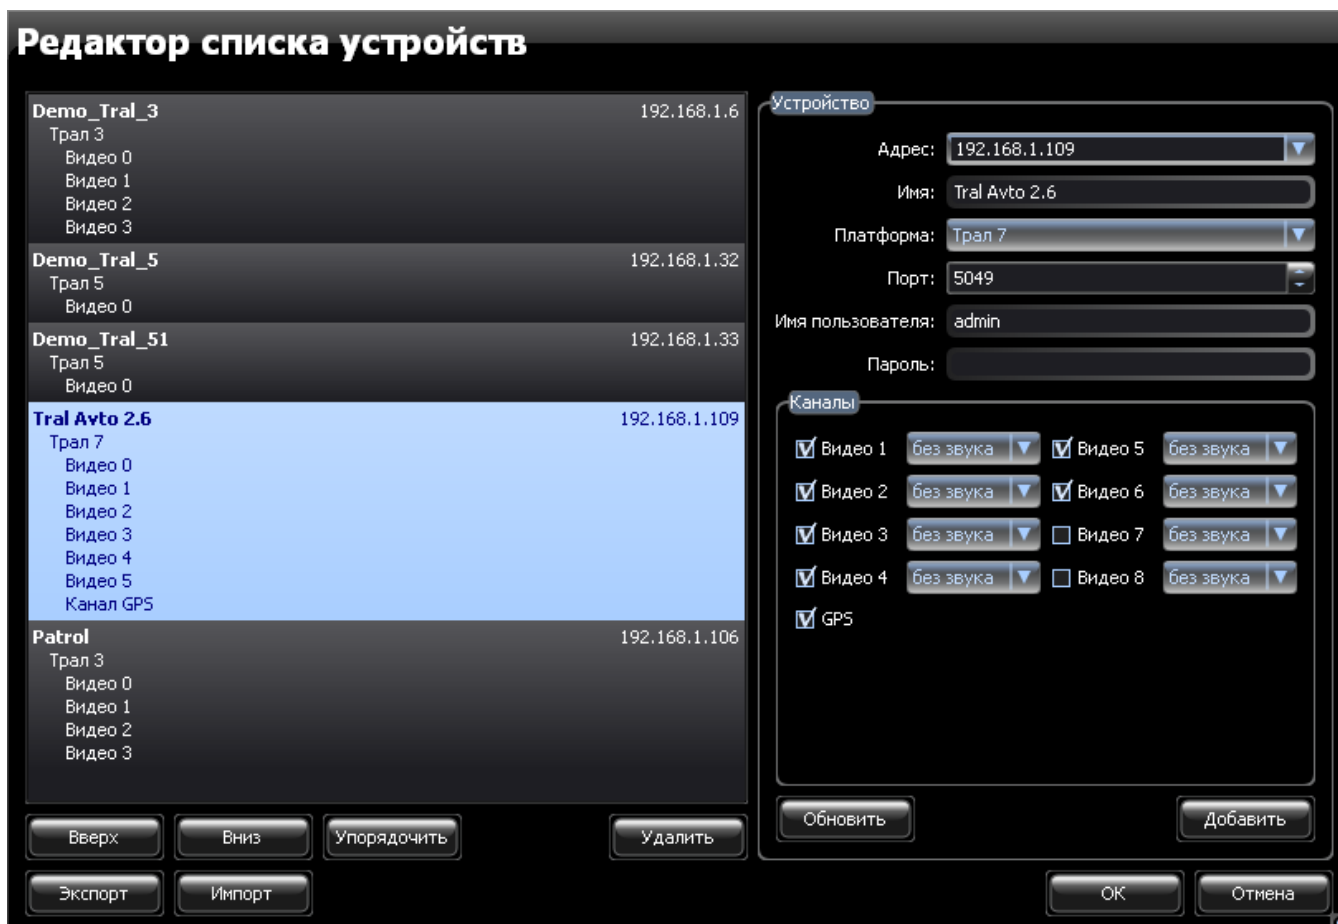 Редактор списка устройств
Demo_Tral_3 192.168.1.6
Трал 3
Видео 0
Видео 1
Видео 2
Видео 3
Demo_Tral_5 192.168.1.32
Трал 5
Видео 0
Demo_Tral_51 192.168.1.33
Трал 5
Видео 0
Tral Avto 2.6 192.168.1.109
Трал 7
Видео 0
Видео 1
Видео 2
Видео 3
Видео 4
Видео 5
Канал GPS
Patrol 192.168.1.106
Трал 3
Видео 0
Видео 1
Видео 2
Видео 3
Вверх Вниз Упорядочить Удалить
Экспорт Импорт
Устройство
Адрес: 192.168.1.109
Имя: Tral Avto 2.6
Платформа: Трал 7
Порт: 5049
Имя пользователя: admin
Пароль:
Каналы
Видео 1 без звука Видео 5 без звука
Видео 2 без звука Видео 6 без звука
Видео 3 без звука Видео 7 без звука
Видео 4 без звука Видео 8 без звука
GPS
Обновить Добавить
ОК Отмена